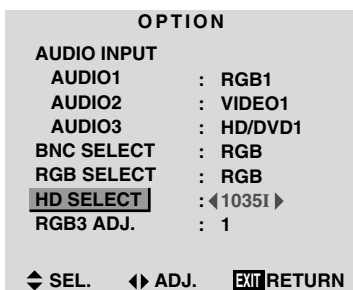 OPTION
AUDIO INPUT
AUDIO1 : RGB1
AUDIO2 : VIDEO1
AUDIO3 : HD/DVD1
BNC SELECT : RGB
RGB SELECT : RGB
HD SELECT : 1035I
RGB3 ADJ. : 1
SEL. ADJ. EXIT RETURN